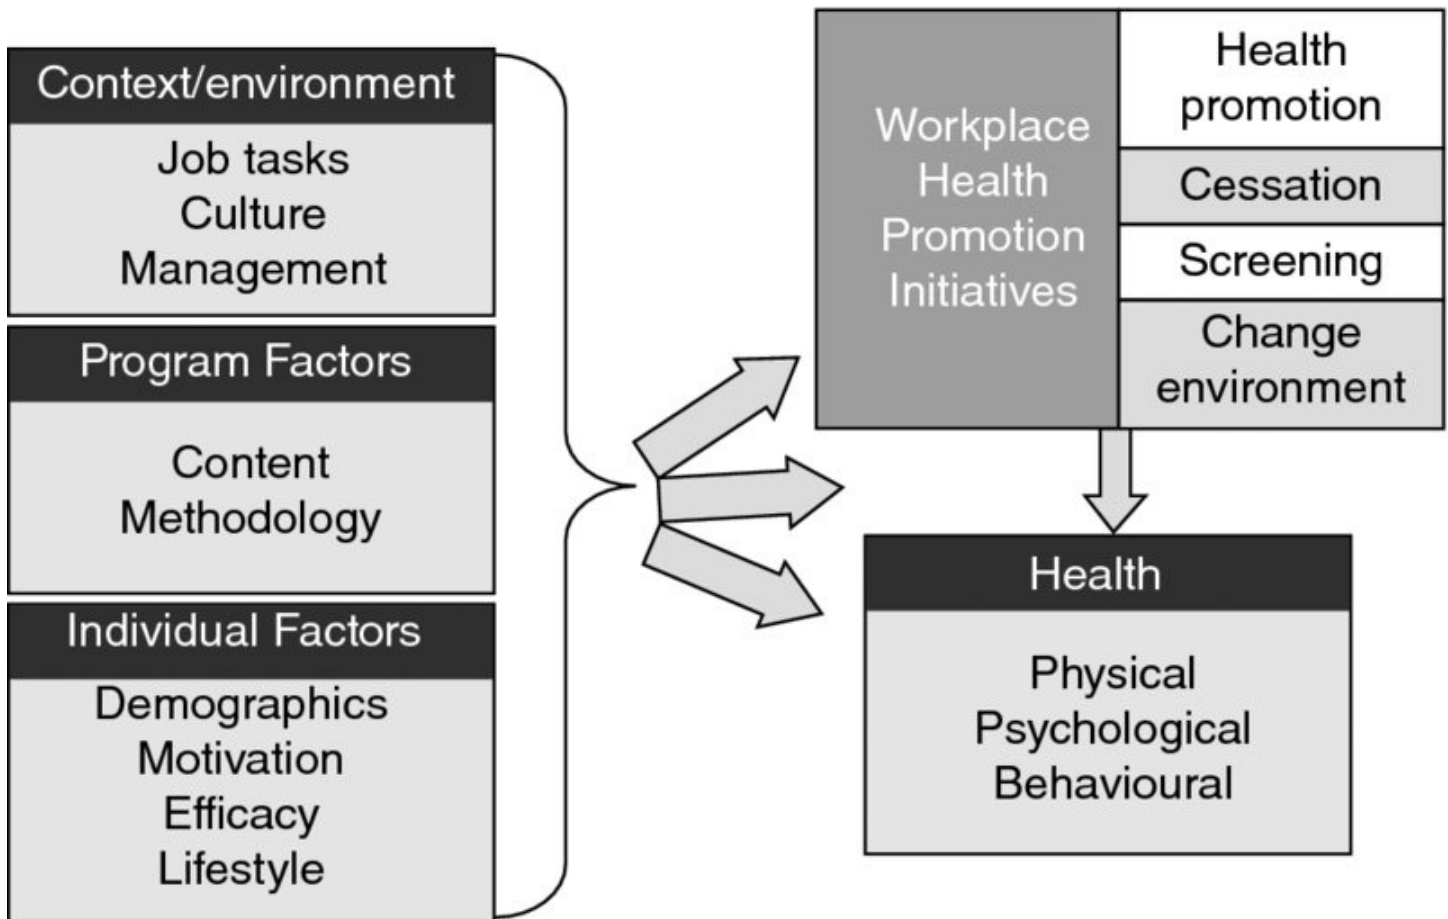 Context/environment
Job tasks
Culture
Management
Program Factors
Content
Methodology
Individual Factors
Demographics
Motivation
Efficacy
Lifestyle
Workplace
Health
Promotion
Initiatives
Health
promotion
Cessation
Screening
Change
environment
Health
Physical
Psychological
Behavioural